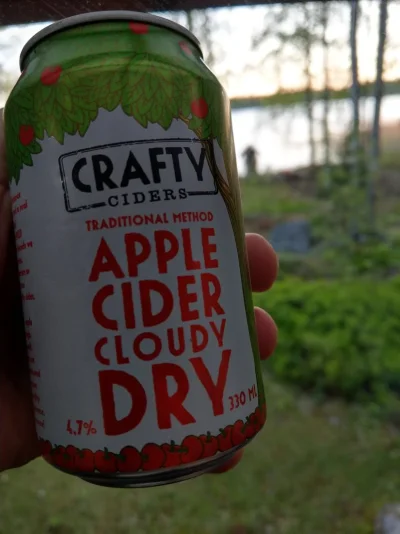 CRAFTY
CIDERS
TRADITIONAL METHOD
APPLE
CIDER
CLOUDY
DRY
4.7% 330 ML